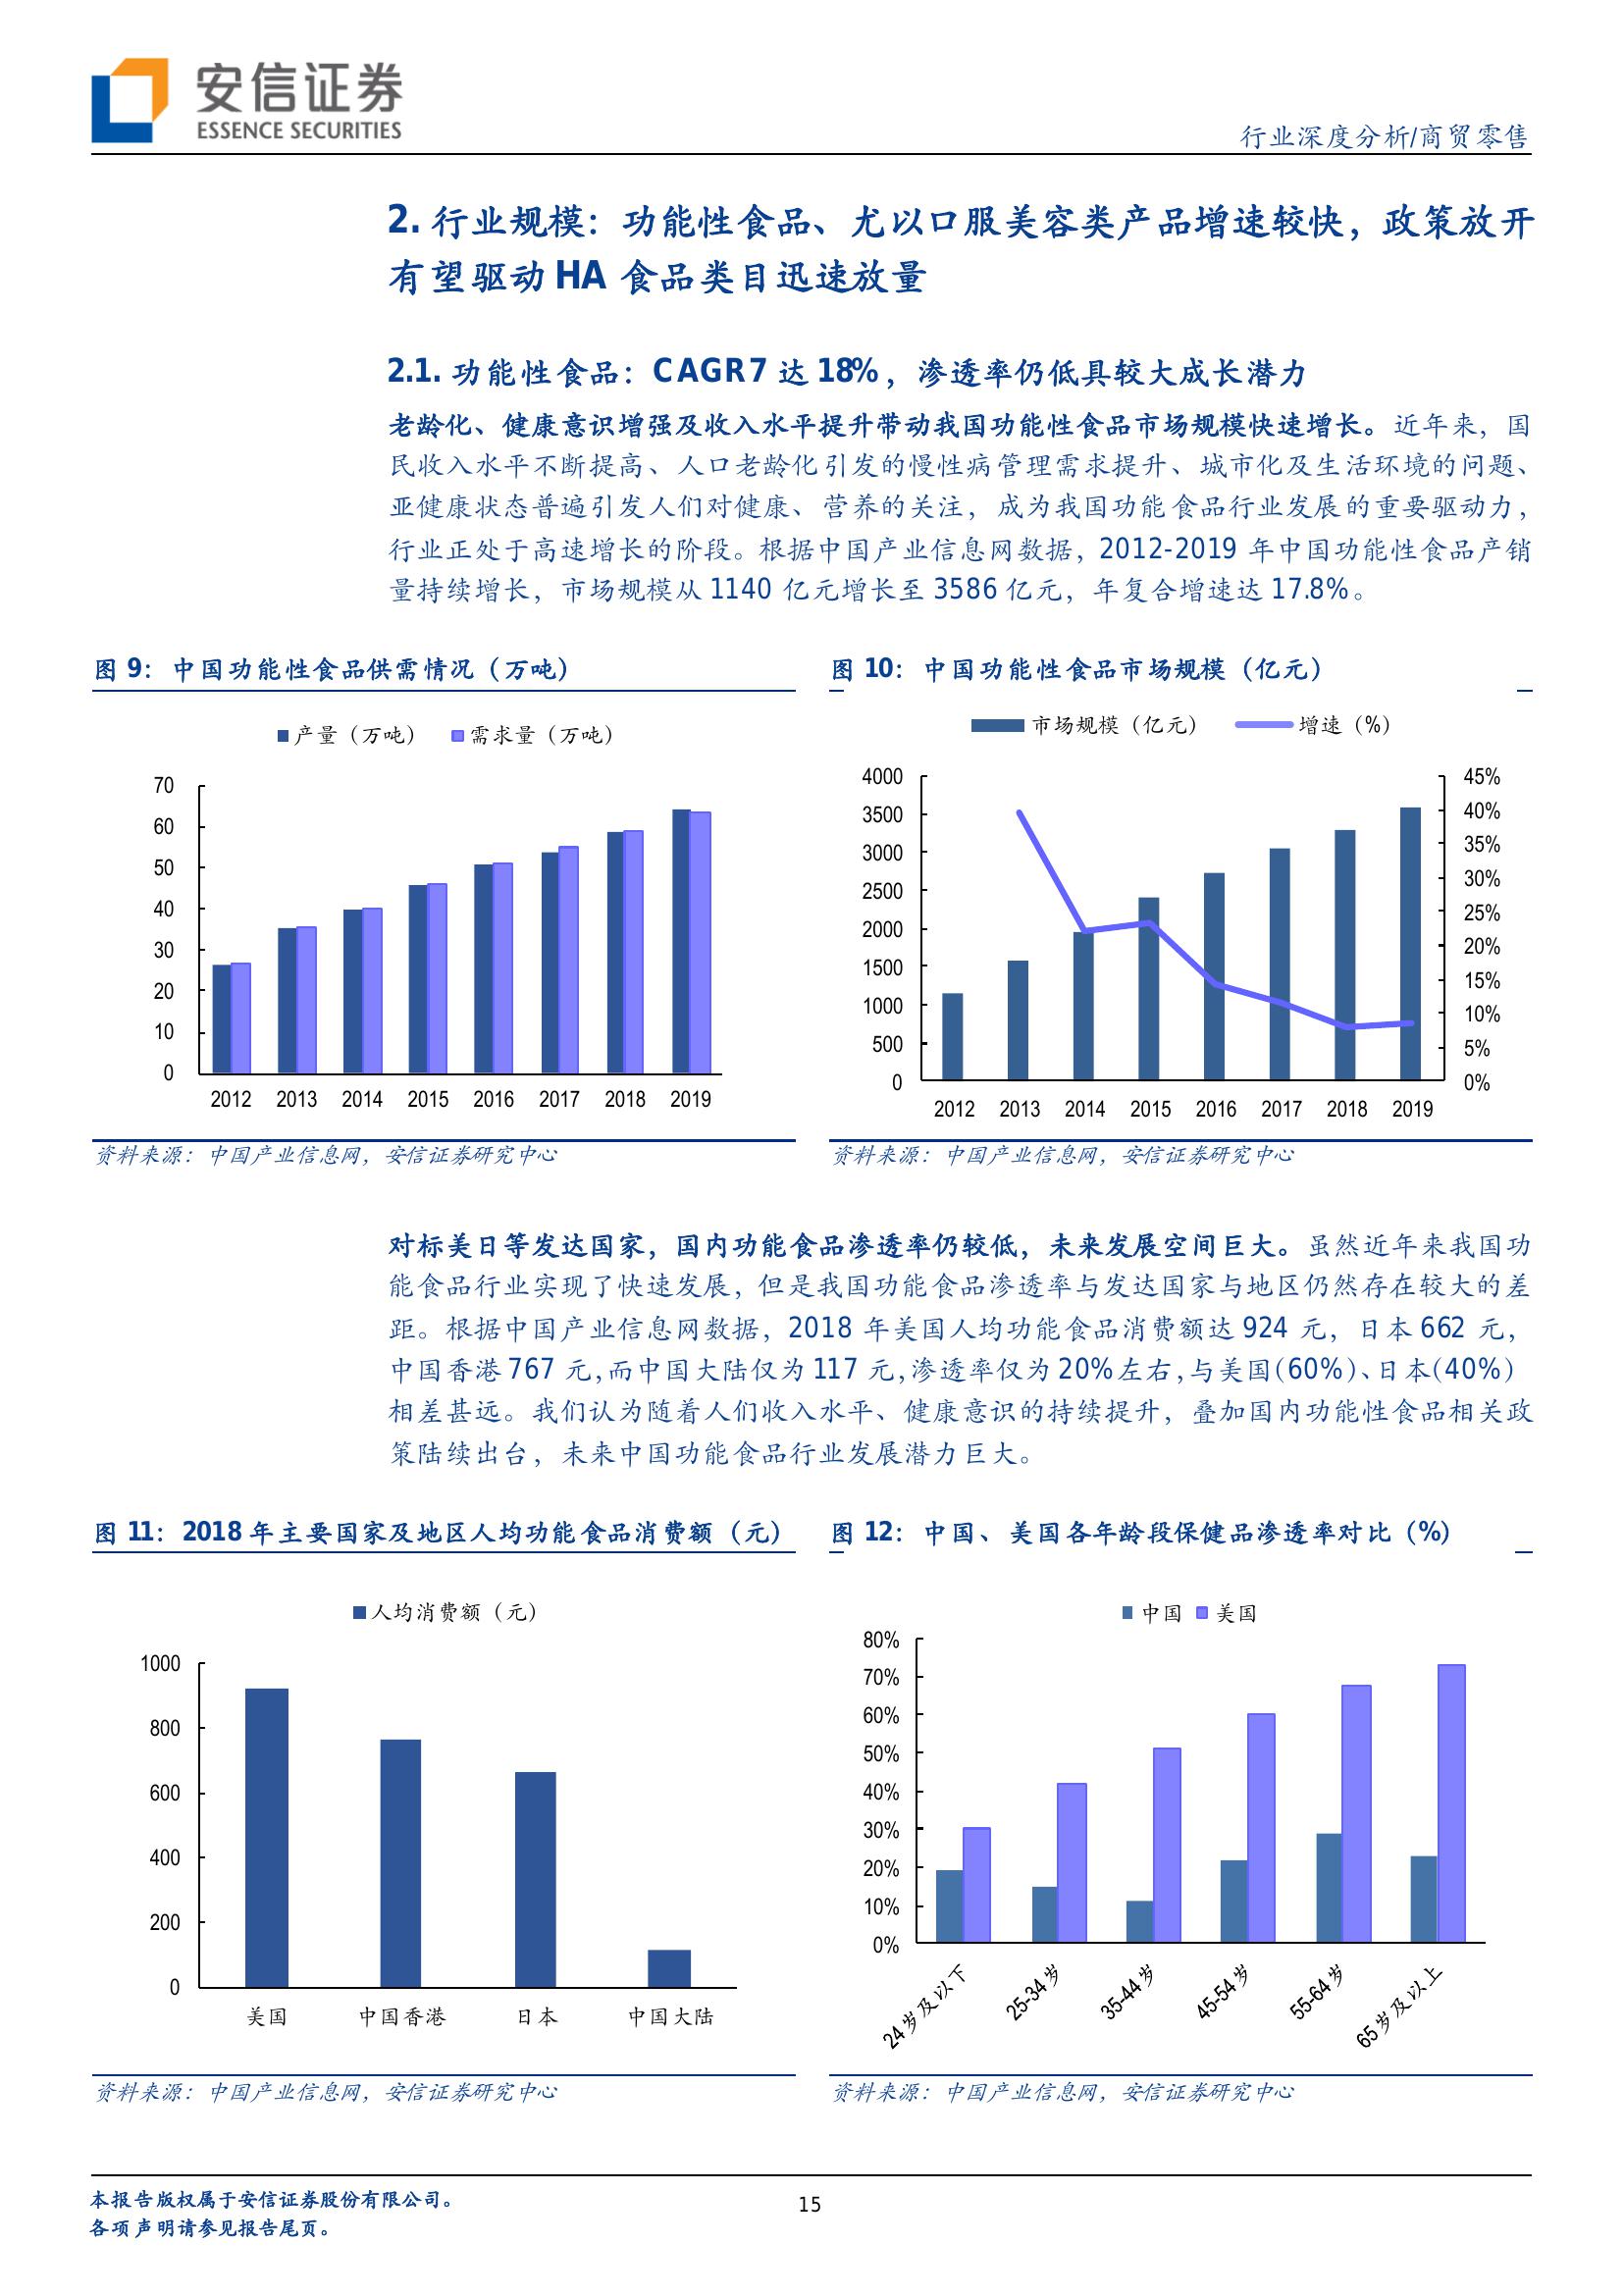 安信证券
ESSENCE SECURITIES
行业深度分析/商贸零售
2. 行业规模：功能性食品、尤以口服美容类产品增速较快，政策放开
有望驱动 HA 食品类目迅速放量
2.1. 功能性食品：CAGR7 达 18%，渗透率仍低具较大成长潜力
老龄化、健康意识增强及收入水平提升带动我国功能性食品市场规模快速增长。近年来，国
民收入水平不断提高、人口老龄化引发的慢性病管理需求提升、城市化及生活环境的问题、
亚健康状态普遍引发人们对健康、营养的关注，成为我国功能食品行业发展的重要驱动力，
行业正处于高速增长的阶段。根据中国产业信息网数据，2012-2019 年中国功能性食品产销
量持续增长，市场规模从 1140 亿元增长至 3586 亿元，年复合增速达 17.8%。
图 9：中国功能性食品供需情况（万吨）
产量（万吨） 需求量（万吨）
70
60
50
40
30
20
10
0
2012 2013 2014 2015 2016 2017 2018 2019
资料来源：中国产业信息网，安信证券研究中心
图 10：中国功能性食品市场规模（亿元）
市场规模（亿元） 增速（%）
4000 45%
3500 40%
3000 35%
2500 30%
2000 25%
1500 20%
1000 15%
500 10%
0 5%
0%
2012 2013 2014 2015 2016 2017 2018 2019
资料来源：中国产业信息网，安信证券研究中心
对标美日等发达国家，国内功能食品渗透率仍较低，未来发展空间巨大。虽然近年来我国功
能食品行业实现了快速发展，但是我国功能食品渗透率与发达国家与地区仍然存在较大的差
距。根据中国产业信息网数据，2018 年美国人均功能食品消费额达 924 元，日本 662 元，
中国香港 767 元，而中国大陆仅为 117 元，渗透率仅为 20%左右，与美国（60%）、日本（40%）
相差甚远。我们认为随着人们收入水平、健康意识的持续提升，叠加国内功能性食品相关政
策陆续出台，未来中国功能食品行业发展潜力巨大。
图 11：2018 年主要国家及地区人均功能食品消费额（元）
人均消费额（元）
1000
800
600
400
200
0
美国 中国香港 日本 中国大陆
资料来源：中国产业信息网，安信证券研究中心
图 12：中国、美国各年龄段保健品渗透率对比（%）
中国 美国
80%
70%
60%
50%
40%
30%
20%
10%
0%
24岁及以下 25-34岁 35-44岁 45-54岁 55-64岁 65岁及以上
资料来源：中国产业信息网，安信证券研究中心
本报告版权属于安信证券股份有限公司。
各项声明请参见报告尾页。
15